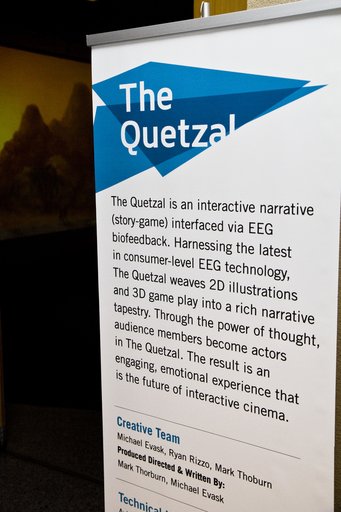 The
Quetzal
The Quetzal is an interactive narrative
(story-game) interfaced via EEG
biofeedback. Harnessing the latest
in consumer-level EEG technology,
The Quetzal weaves 2D illustrations
and 3D game play into a rich narrative
tapestry. Through the power of thought,
audience members become actors
in The Quetzal. The result is an
engaging, emotional experience that
is the future of interactive cinema.
Creative Team
Michael Evask, Ryan Rizzo, Mark Thoburn
Produced Directed & Written By:
Mark Thorburn, Michael Evask